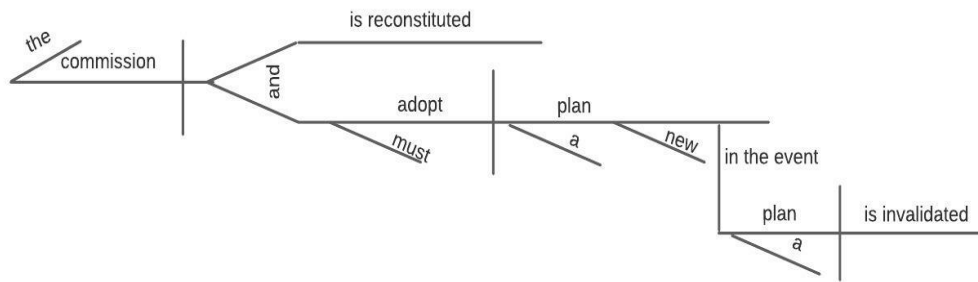 is reconstituted
the
commission
and
adopt
plan
must
a
new
in the event
plan
is invalidated
a